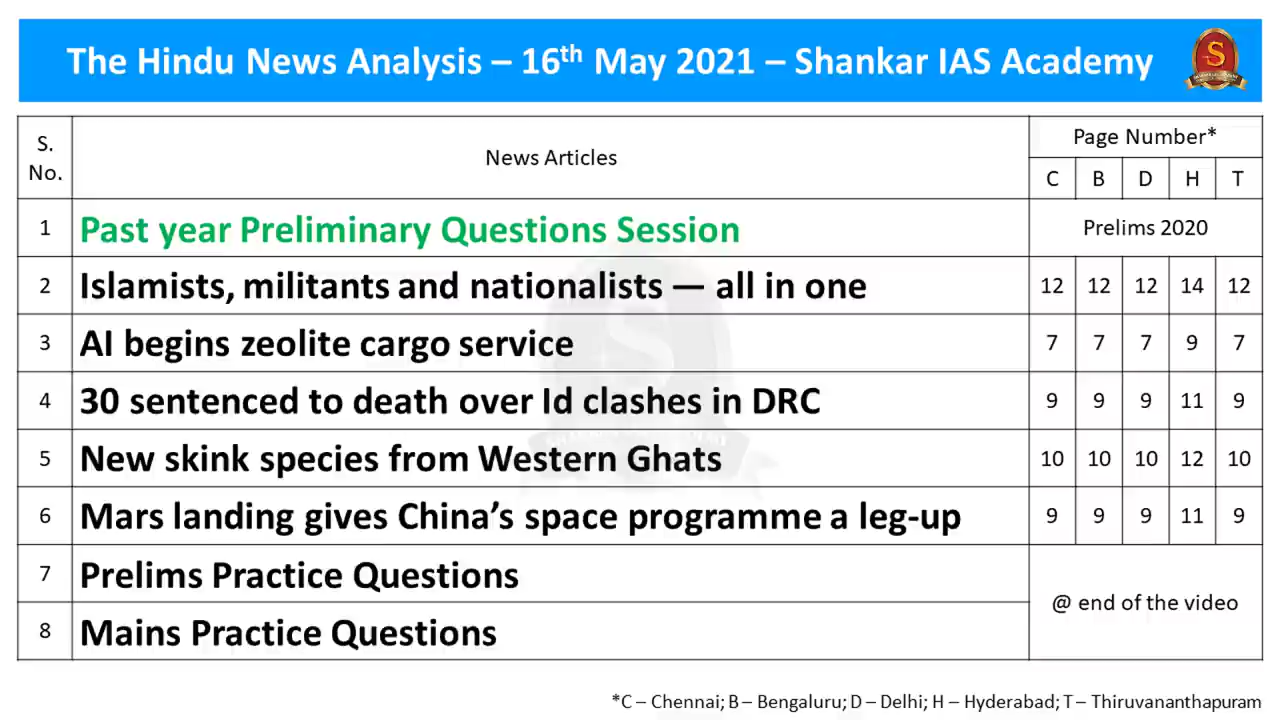 The Hindu News Analysis – 16th May 2021 – Shankar IAS Academy
S
S. No. News Articles Page Number*
C B D H T
1 Past year Preliminary Questions Session Prelims 2020
2 Islamists, militants and nationalists — all in one 12 12 12 14 12
3 AI begins zeolite cargo service 7 7 7 9 7
4 30 sentenced to death over Id clashes in DRC 9 9 9 11 9
5 New skink species from Western Ghats 10 10 10 12 10
6 Mars landing gives China’s space programme a leg-up 9 9 9 11 9
7 Prelims Practice Questions @ end of the video
8 Mains Practice Questions
*C – Chennai; B – Bengaluru; D – Delhi; H – Hyderabad; T – Thiruvananthapuram